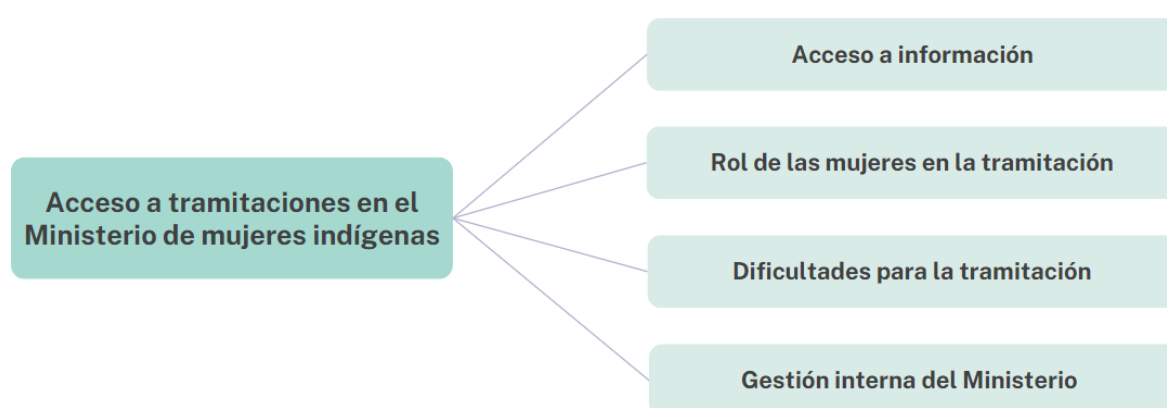 Acceso a información
Rol de las mujeres en la tramitación
Acceso a tramitaciones en el
Ministerio de mujeres indígenas
Dificultades para la tramitación
Gestión interna del Ministerio